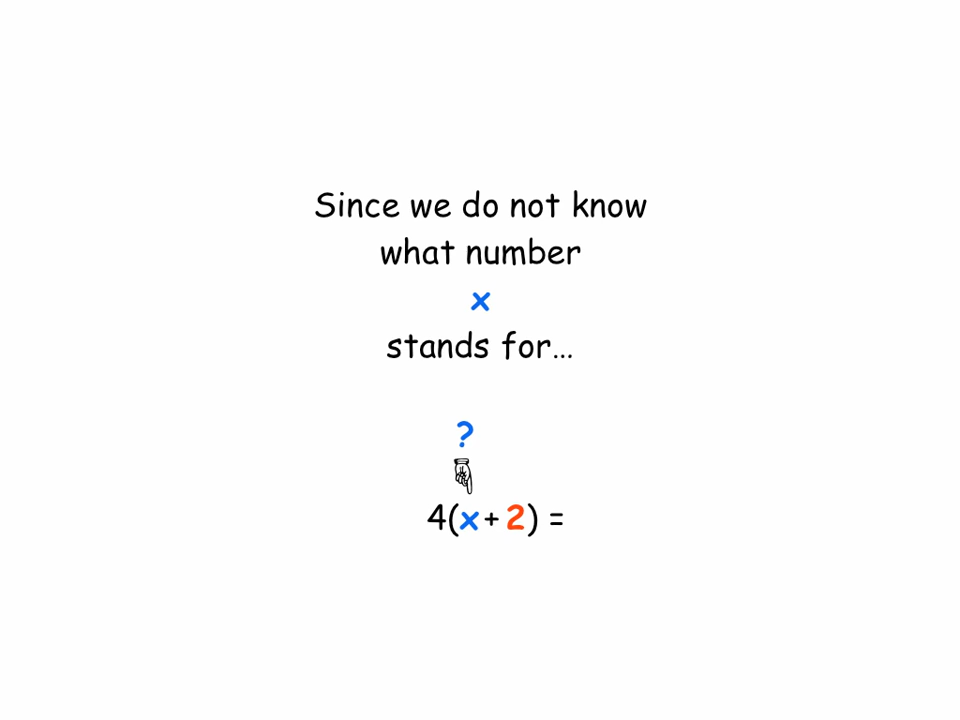 Since we do not know
what number
x
stands for…
?
4(x + 2) =